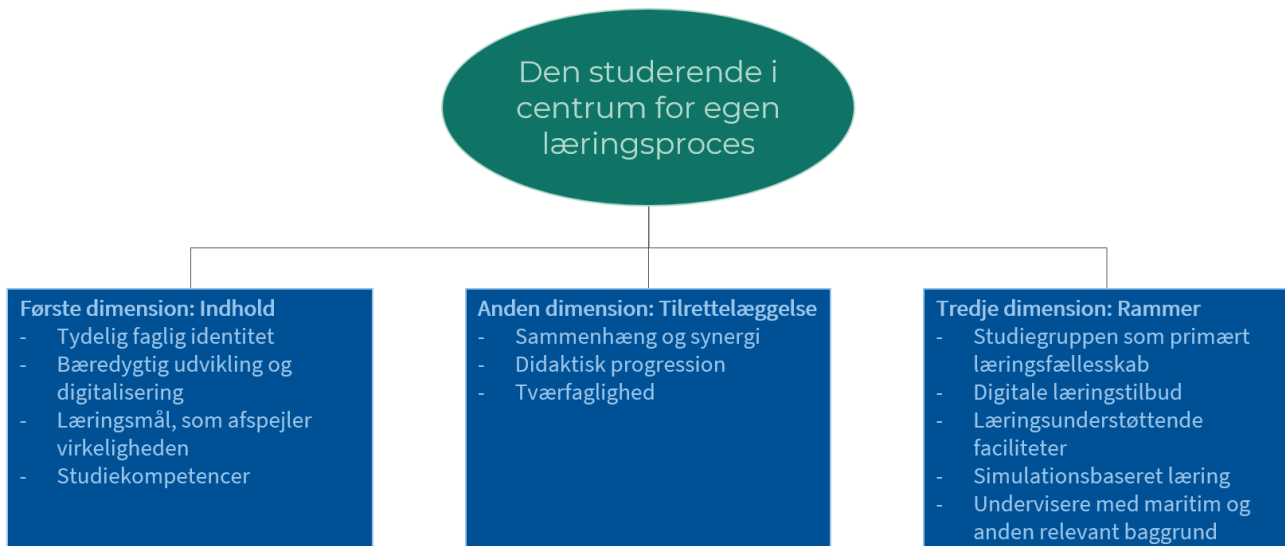 Den studerende i
centrum for egen
læringsproces
Første dimension: Indhold
- Tydelig faglig identitet
- Bæredygtig udvikling og
digitalisering
- Læringsmål, som afspejler
virkeligheden
- Studiekompetencer
Anden dimension: Tilrettelæggelse
- Sammenhæng og synergi
- Didaktisk progression
- Tværfaglighed
Tredje dimension: Rammer
- Studiegruppen som primært
læringsfællesskab
- Digitale læringstilbud
- Læringsunderstøttende
faciliteter
- Simulationsbaseret læring
- Undervisere med maritim og
anden relevant baggrund